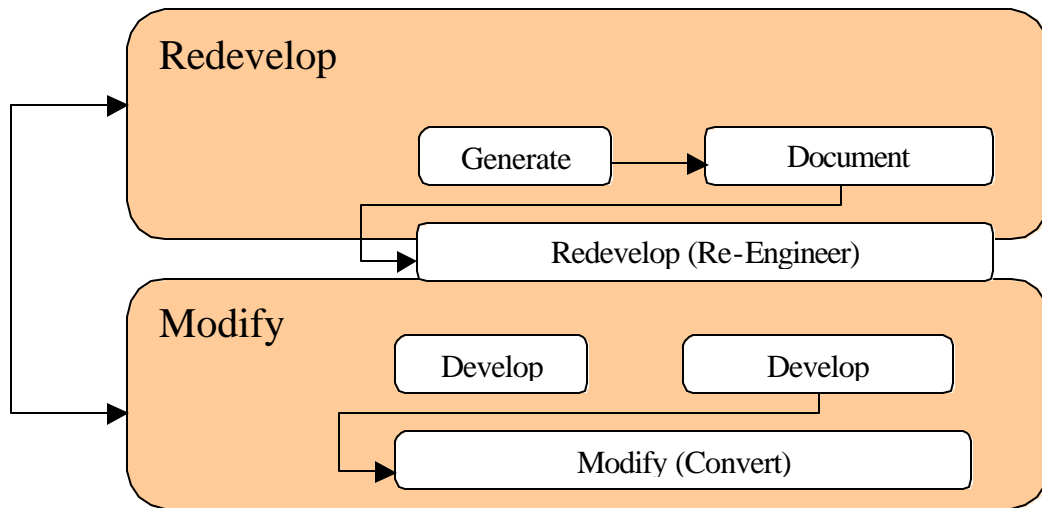 Redevelop
Generate
Document
Redevelop (Re-Engineer)
Modify
Develop
Develop
Modify (Convert)